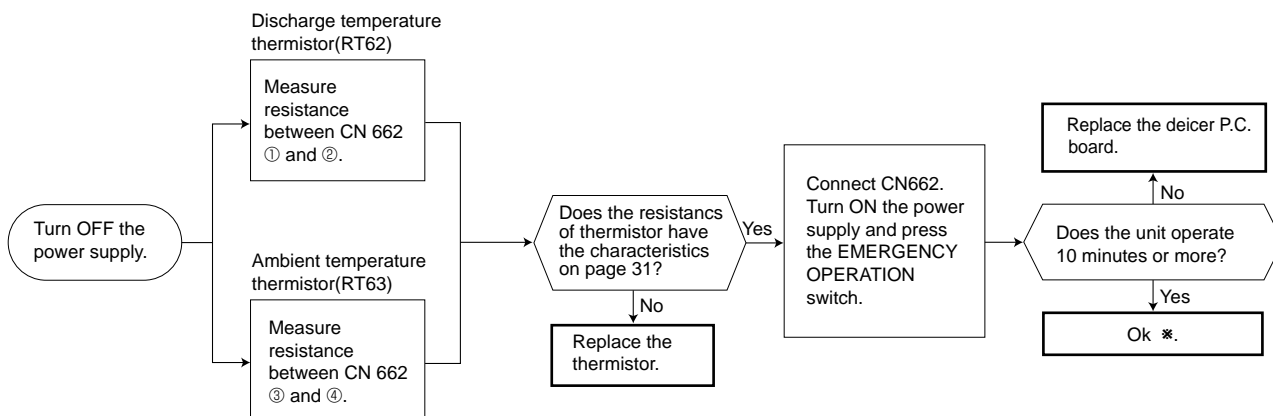 Turn OFF the
power supply.
Discharge temperature
thermistor(RT62)
Measure
resistance
between CN 662
① and ②.
Ambient temperature
thermistor(RT63)
Measure
resistance
between CN 662
③ and ④.
Does the resistancs
of thermistor have
the characteristics
on page 31?
Yes
No
Replace the
thermistor.
Connect CN662.
Turn ON the power
supply and press
the EMERGENCY
OPERATION
switch.
Does the unit operate
10 minutes or more?
No
Replace the deicer P.C.
board.
Yes
Ok ※.